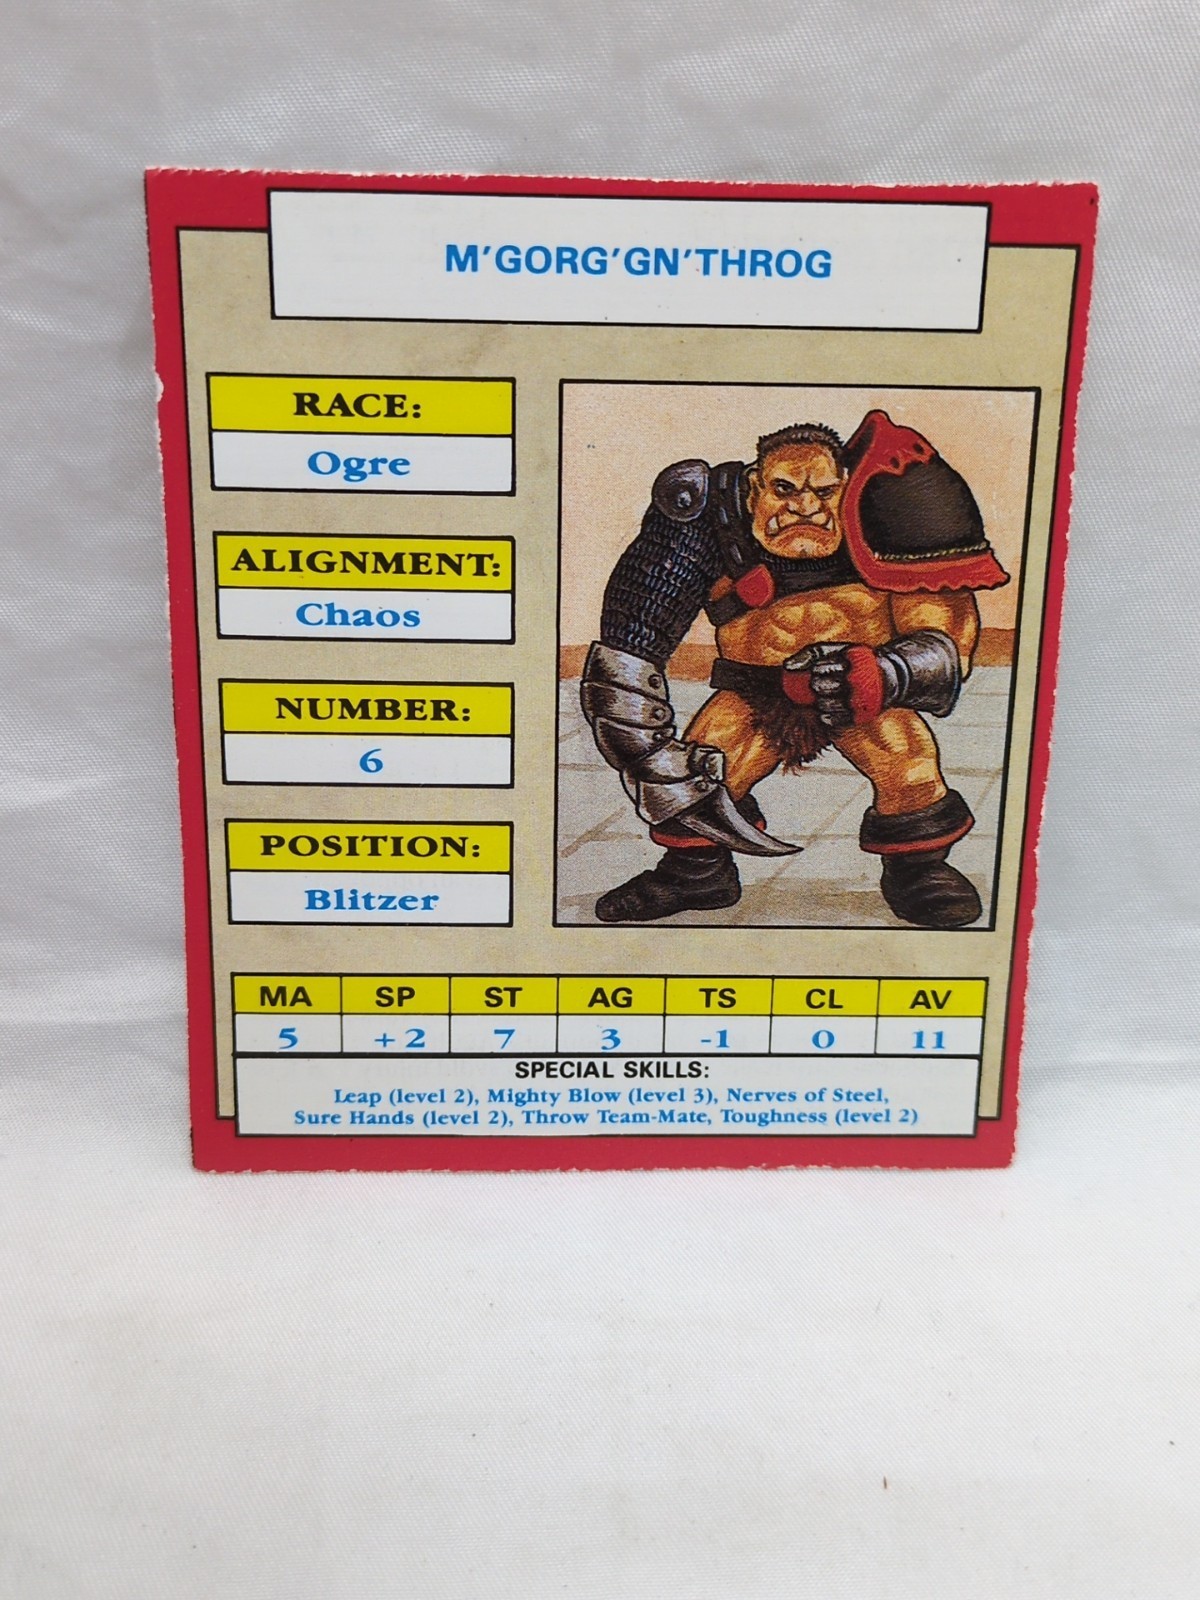 M'GORG'GN'THROG
RACE:
Ogre
ALIGNMENT:
Chaos
NUMBER:
6
POSITION:
Blitzer
MA SP ST AG TS CL AV
5 +2 7 3 -1 0 11
SPECIAL SKILLS:
Leap (level 2), Mighty Blow (level 3), Nerves of Steel,
Sure Hands (level 2), Throw Team-Mate, Toughness (level 2)